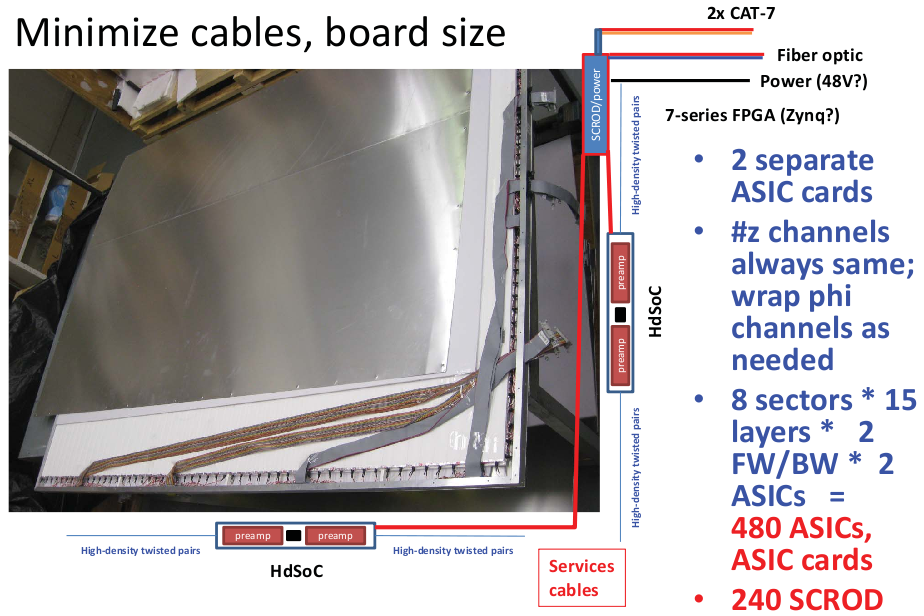 Minimize cables, board size
2x CAT-7
Fiber optic
Power (48V?)
7-series FPGA (Zynq?)
SCROD/power
High-density twisted pairs
preamp
preamp
HdSoC
High-density twisted pairs
• 2 separate
ASIC cards
• #z channels
always same;
wrap phi
channels as
needed
• 8 sectors * 15
layers * 2
FW/BW * 2
ASICs =
480 ASICs,
ASIC cards
• 240 SCROD
preamp
preamp
High-density twisted pairs
High-density twisted pairs
HdSoC
Services
cables